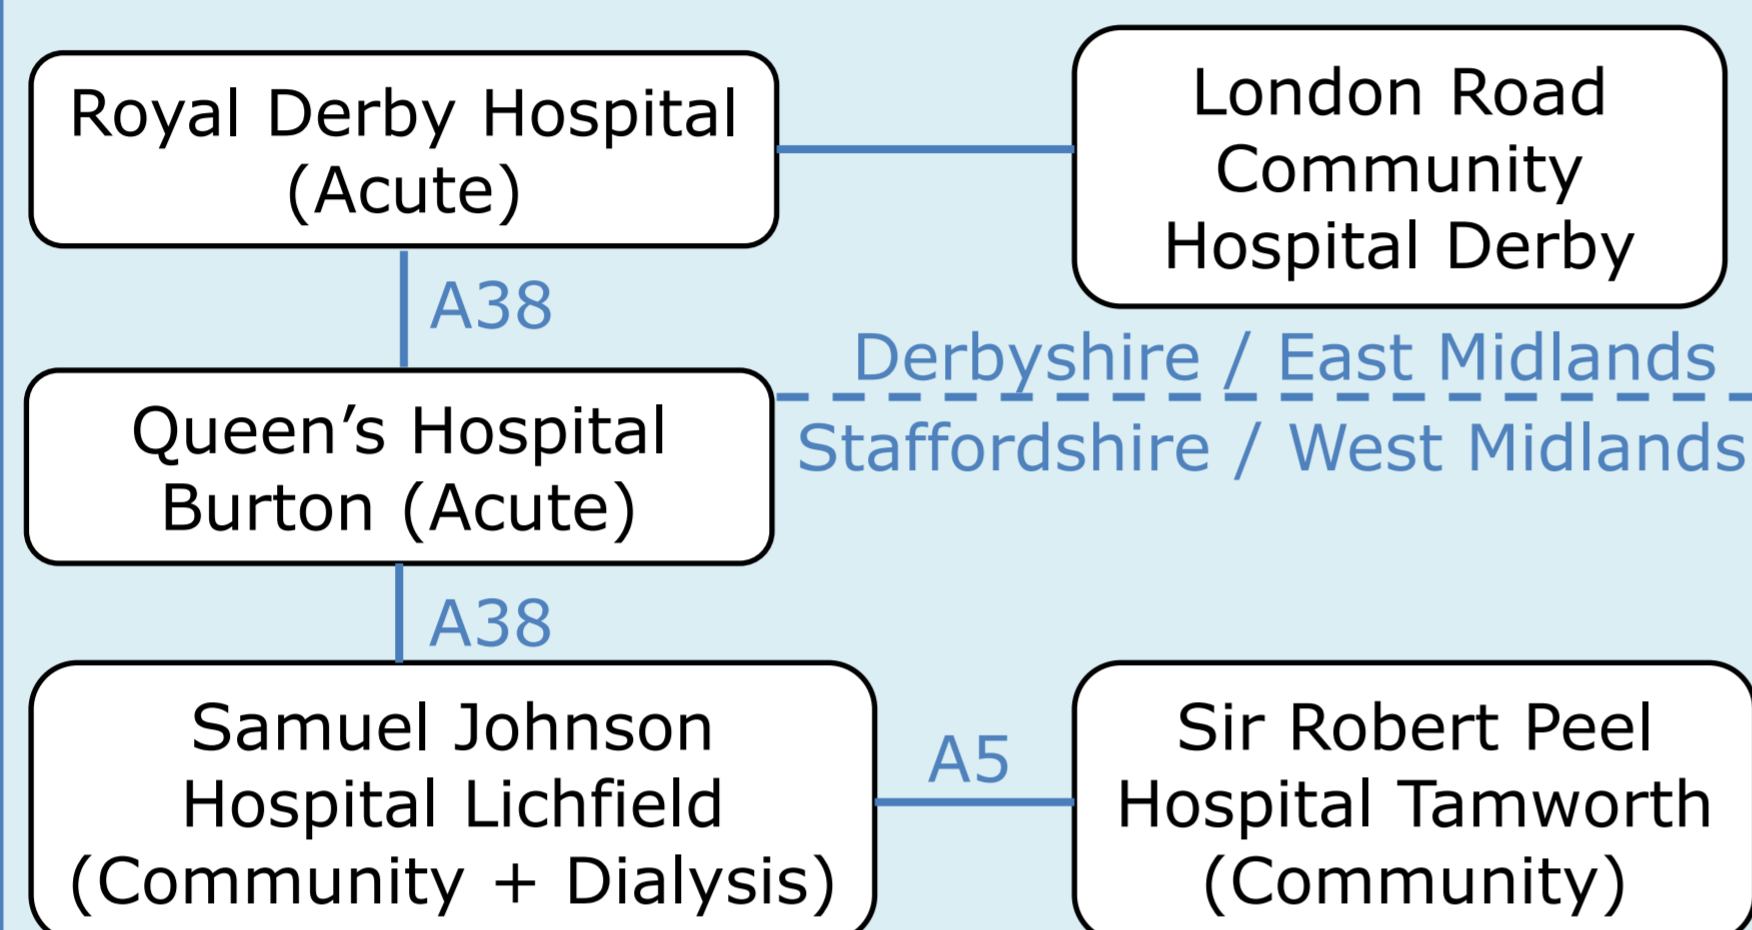 Royal Derby Hospital
(Acute)
London Road
Community
Hospital Derby
A38
Derbyshire / East Midlands
Staffordshire / West Midlands
Queen’s Hospital
Burton (Acute)
A38
Samuel Johnson
Hospital Lichfield
(Community + Dialysis)
A5
Sir Robert Peel
Hospital Tamworth
(Community)